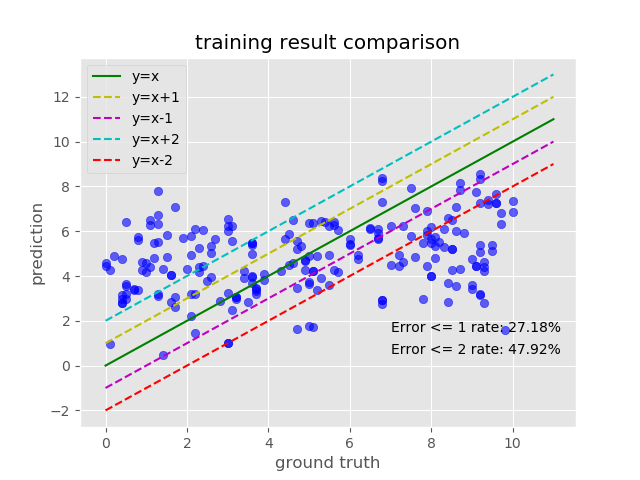 training result comparison
y=x
y=x+1
y=x-1
y=x+2
y=x-2
12
10
8
6
4
2
0
−2
prediction
Error <= 1 rate: 27.18%
Error <= 2 rate: 47.92%
0 2 4 6 8 10
ground truth